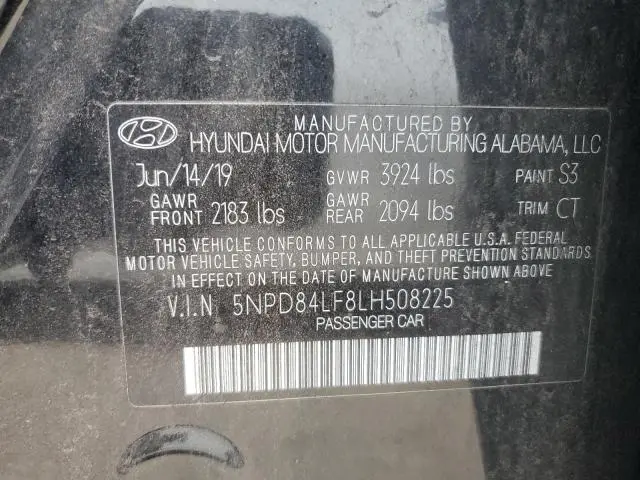 MANUFACTURED BY
HYUNDAI MOTOR MANUFACTURING ALABAMA, LLC
Jun/14/19 GVWR 3924 lbs PAINT S3
GAWR FRONT 2183 lbs GAWR REAR 2094 lbs TRIM CT
THIS VEHICLE CONFORMS TO ALL APPLICABLE U.S.A. FEDERAL
MOTOR VEHICLE SAFETY, BUMPER, AND THEFT PREVENTION STANDARDS
IN EFFECT ON THE DATE OF MANUFACTURE SHOWN ABOVE
V.I.N 5NPD84LF8LH508225
PASSENGER CAR